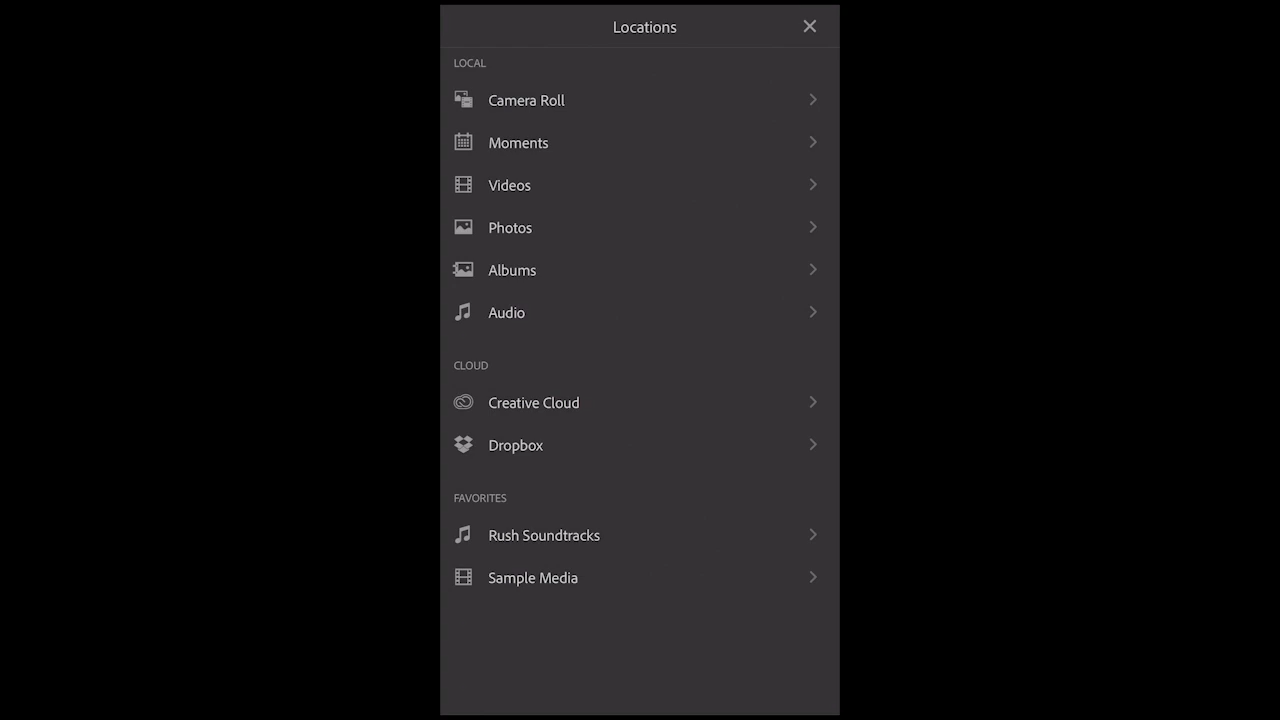 Locations
LOCAL
Camera Roll
Moments
Videos
Photos
Albums
Audio
CLOUD
Creative Cloud
Dropbox
FAVORITES
Rush Soundtracks
Sample Media